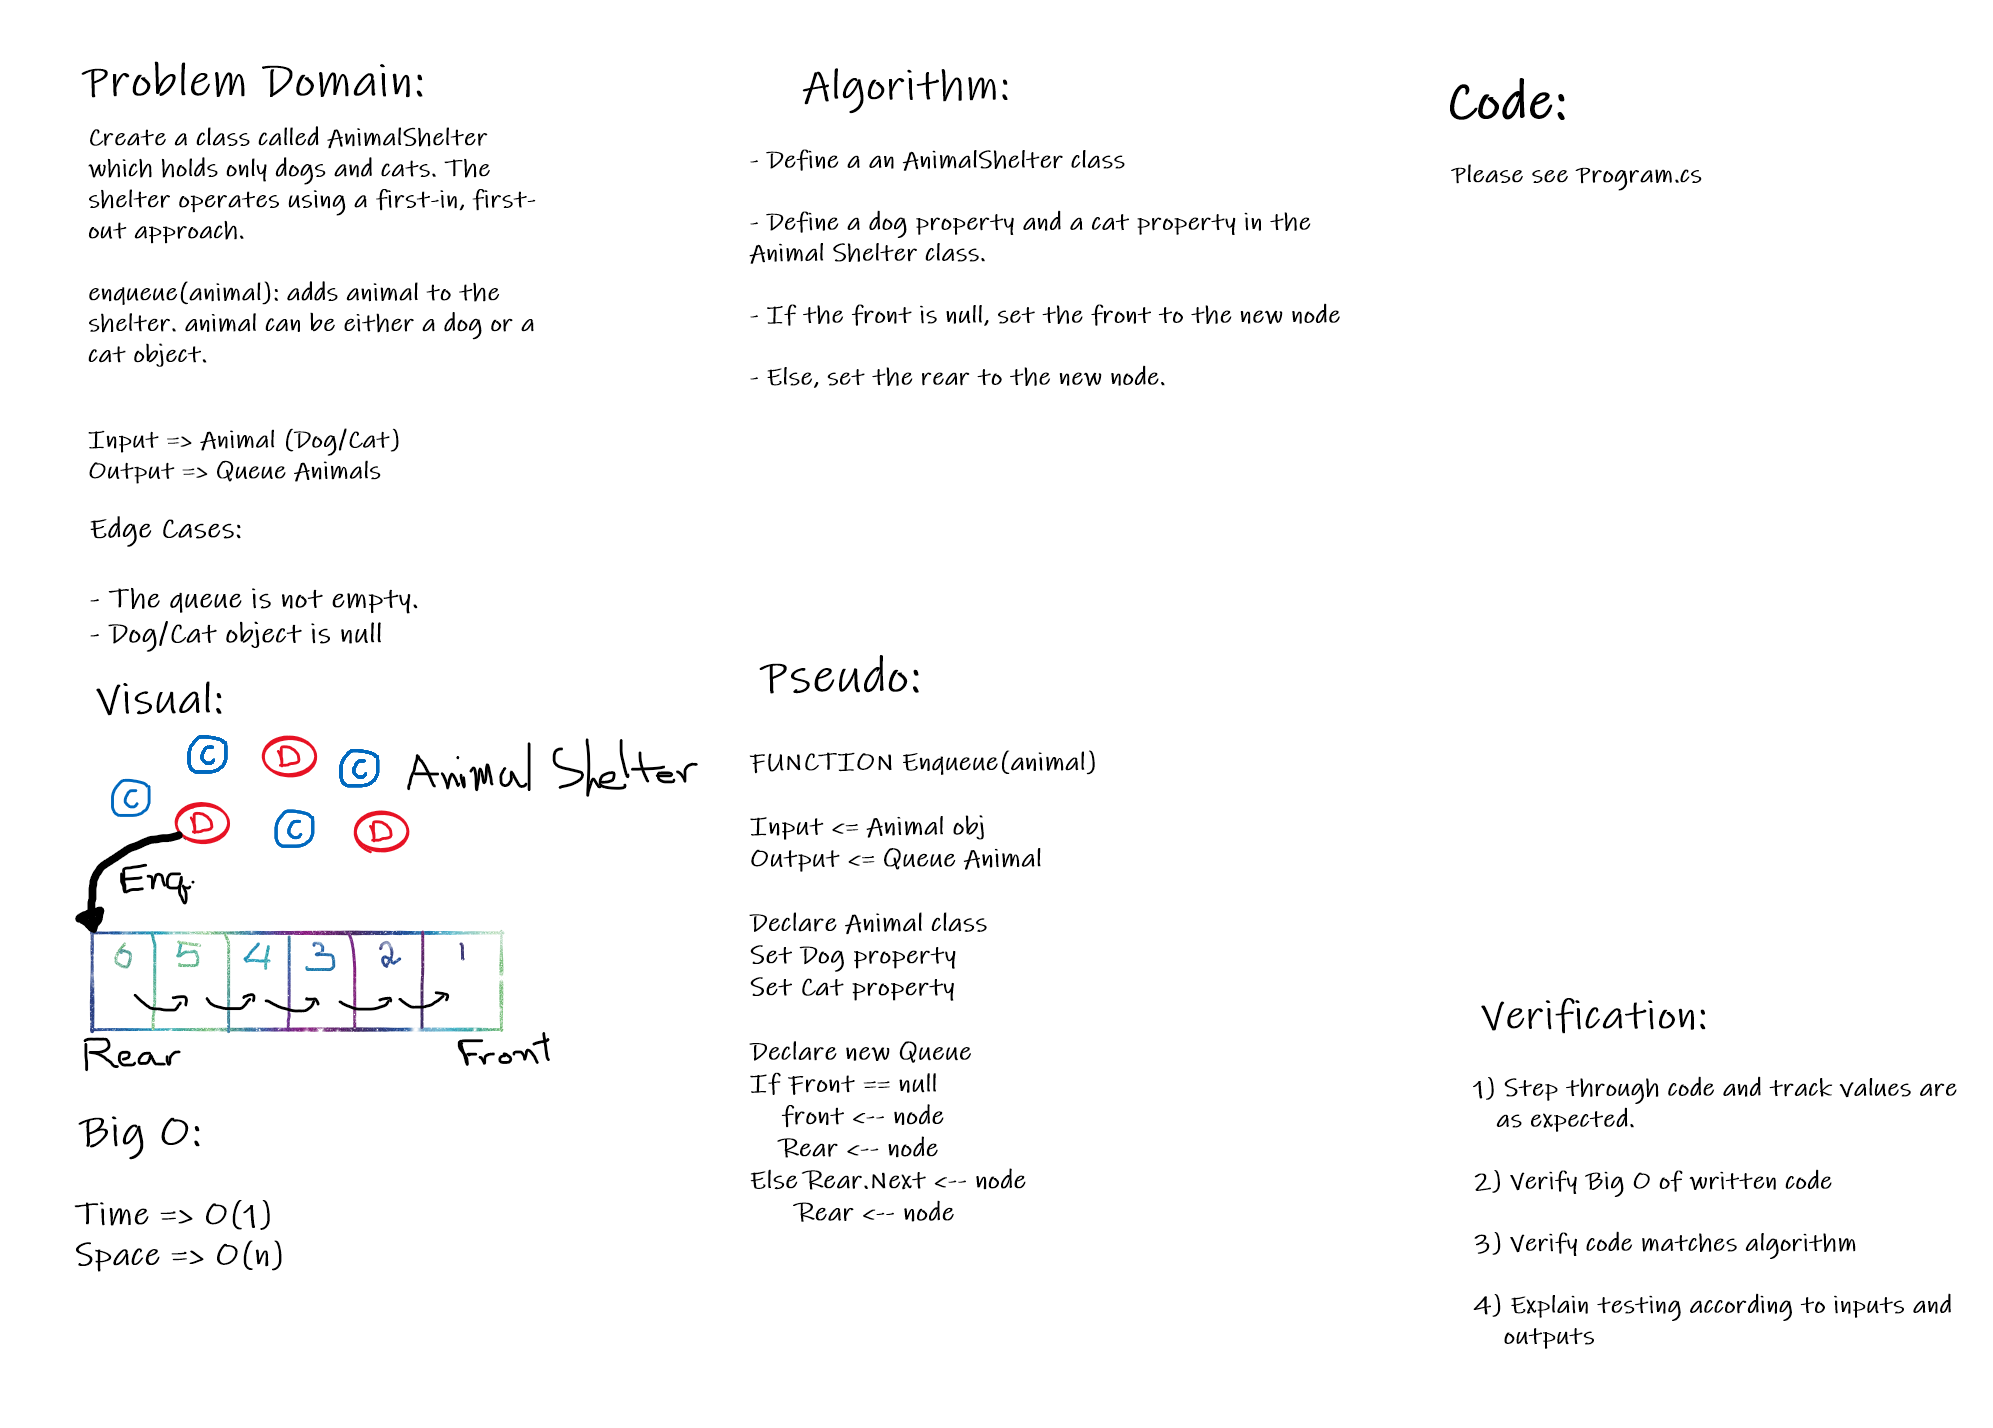 Problem Domain:
Create a class called AnimalShelter
which holds only dogs and cats. The
shelter operates using a first-in, first-
out approach.
enqueue(animal): adds animal to the
shelter. animal can be either a dog or a
cat object.
Input => Animal (Dog/Cat)
Output => Queue Animals
Edge Cases:
- The queue is not empty.
- Dog/Cat object is null
Visual:
C D C Animal Shelter
C D C D
Enq.
6 5 4 3 2 1
Rear Front
Big O:
Time => O(1)
Space => O(n)
Algorithm:
- Define a an AnimalShelter class
- Define a dog property and a cat property in the
Animal Shelter class.
- If the front is null, set the front to the new node
- Else, set the rear to the new node.
Pseudo:
FUNCTION Enqueue(animal)
Input <= Animal obj
Output <= Queue Animal
Declare Animal class
Set Dog property
Set Cat property
Declare new Queue
If Front == null
front <-- node
Rear <-- node
Else Rear.Next <-- node
Rear <-- node
Code:
Please see Program.cs
Verification:
1) Step through code and track values are
as expected.
2) Verify Big O of written code
3) Verify code matches algorithm
4) Explain testing according to inputs and
outputs